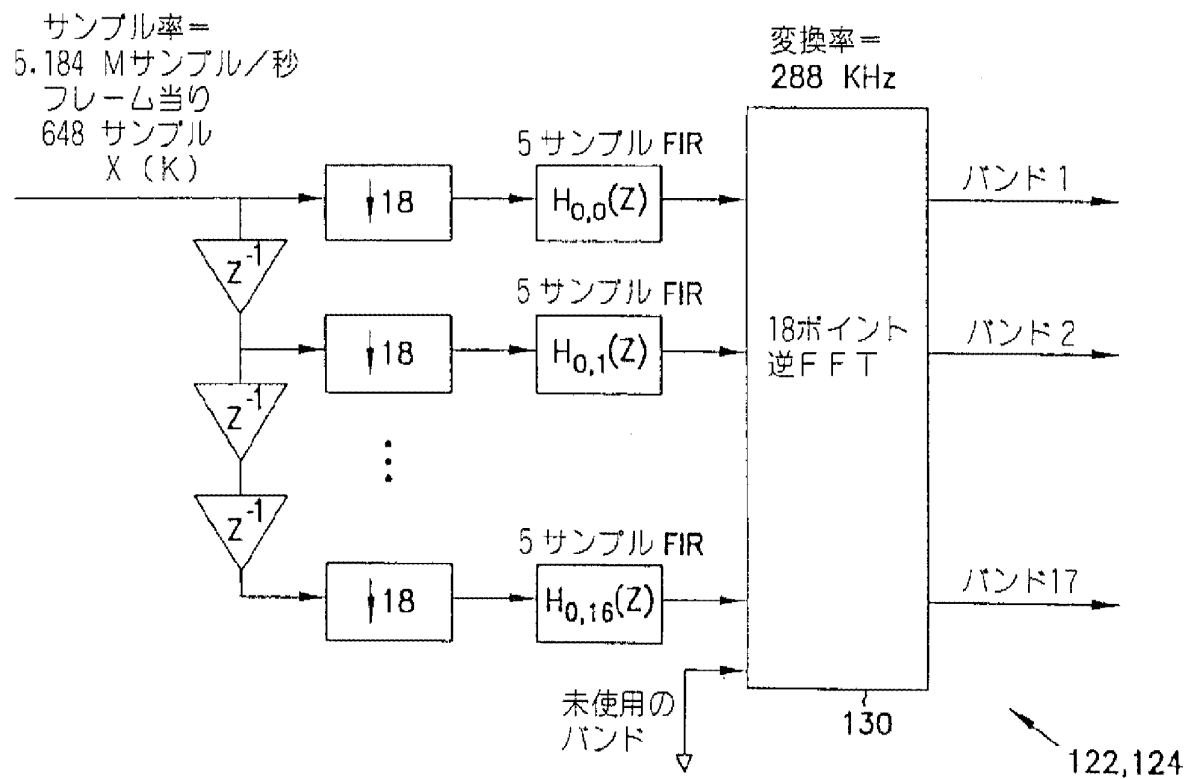 サンプル率＝
5.184 Mサンプル／秒
フレーム当り
648 サンプル
X (K)
変換率＝
288 KHz
5 サンプル FIR
↓18
H0,0(Z)
バンド1
Z-1
5 サンプル FIR
↓18
H0,1(Z)
18ポイント
逆FFT
バンド2
Z-1
Z-1
5 サンプル FIR
↓18
H0,16(Z)
バンド17
未使用の
バンド
130
122,124